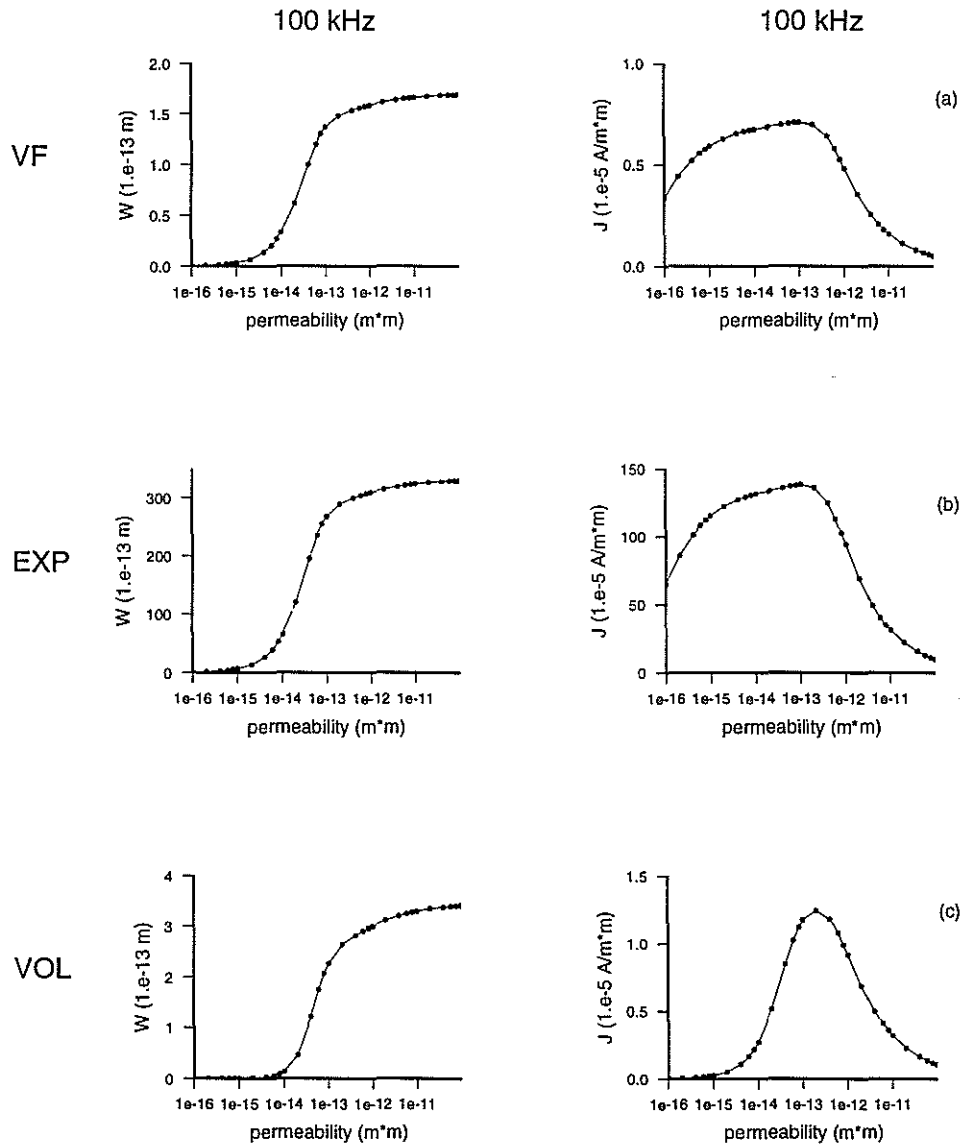 100 kHz
100 kHz
VF
W (1.e-13 m)
2.0
1.5
1.0
0.5
0.0
1e-16 1e-15 1e-14 1e-13 1e-12 1e-11
permeability (m*m)
(a)
J (1.e-5 A/m*m)
1.0
0.5
0.0
1e-16 1e-15 1e-14 1e-13 1e-12 1e-11
permeability (m*m)
EXP
W (1.e-13 m)
300
200
100
0
1e-16 1e-15 1e-14 1e-13 1e-12 1e-11
permeability (m*m)
(b)
J (1.e-5 A/m*m)
150
100
50
0
1e-16 1e-15 1e-14 1e-13 1e-12 1e-11
permeability (m*m)
VOL
W (1.e-13 m)
4
3
2
1
0
1e-16 1e-15 1e-14 1e-13 1e-12 1e-11
permeability (m*m)
(c)
J (1.e-5 A/m*m)
1.5
1.0
0.5
0.0
1e-16 1e-15 1e-14 1e-13 1e-12 1e-11
permeability (m*m)